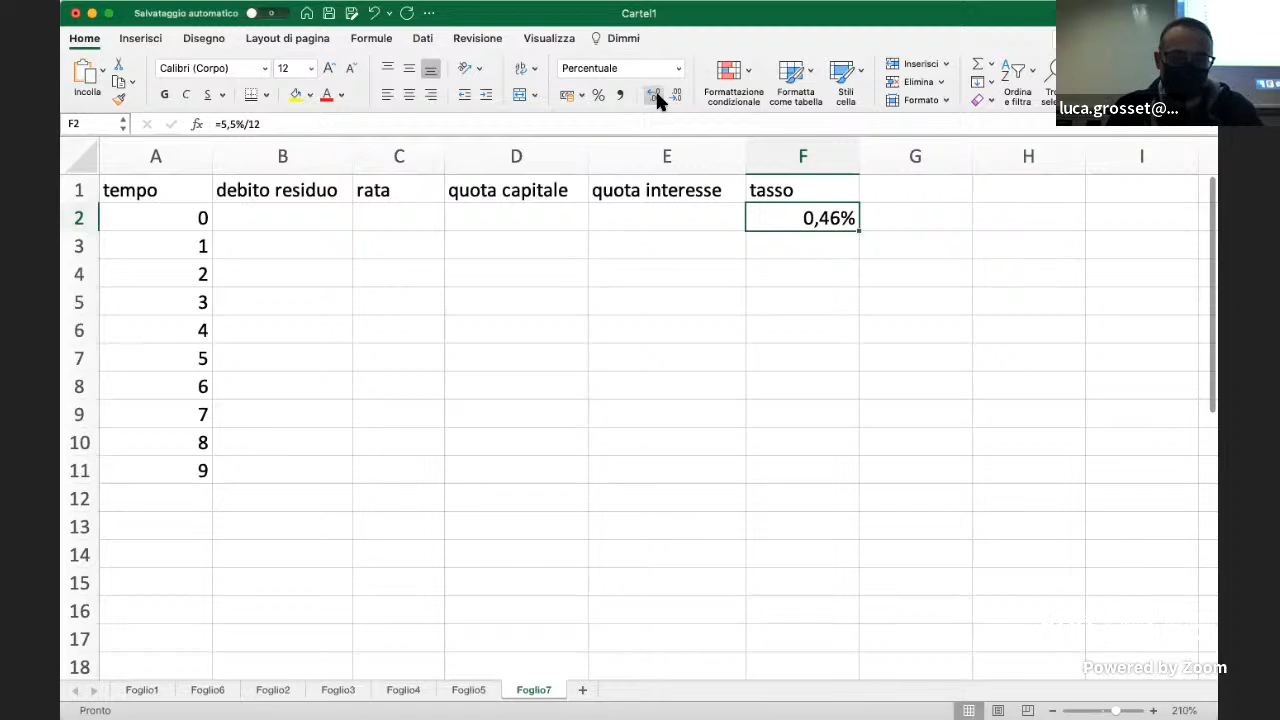 Salvataggio automatico
Cartel1
Home Inserisci Disegno Layout di pagina Formule Dati Revisione Visualizza Dimmi
Incolla
Calibri (Corpo) 12
G C S
Percentuale
Formattazione condizionale
Formatta come tabella
Stili cella
Inserisci
Elimina
Formato
Ordina e filtra
luca.grosset@...
F2 fx =5,5%/12
A B C D E F G H I
1 tempo debito residuo rata quota capitale quota interesse tasso
2 0 0,46%
3 1
4 2
5 3
6 4
7 5
8 6
9 7
10 8
11 9
12
13
14
15
16
17
18
Powered by Zoom
Foglio1 Foglio6 Foglio2 Foglio3 Foglio4 Foglio5 Foglio7 +
Pronto 210%